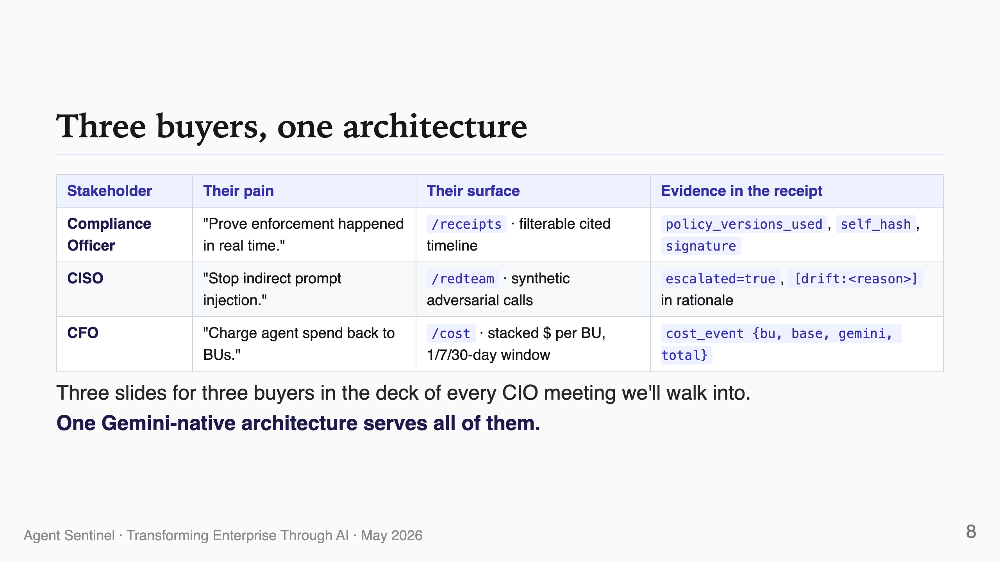 Three buyers, one architecture
Stakeholder
Their pain
Their surface
Evidence in the receipt
Compliance
Officer
"Prove enforcement happened
in real time."
/receipts · filterable cited
timeline
policy_versions_used, self_hash,
signature
CISO
"Stop indirect prompt
injection."
/redteam · synthetic
adversarial calls
escalated=true, [drift:<reason>]
in rationale
CFO
"Charge agent spend back to
BUs."
/cost · stacked $ per BU,
1/7/30-day window
cost_event {bu, base, gemini,
total}
Three slides for three buyers in the deck of every CIO meeting we'll walk into.
One Gemini-native architecture serves all of them.
Agent Sentinel · Transforming Enterprise Through AI · May 2026
8